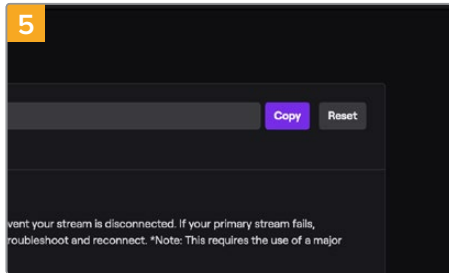 5
Copy Reset
vent your stream is disconnected. If your primary stream fails,
roubleshoot and reconnect. *Note: This requires the use of a major